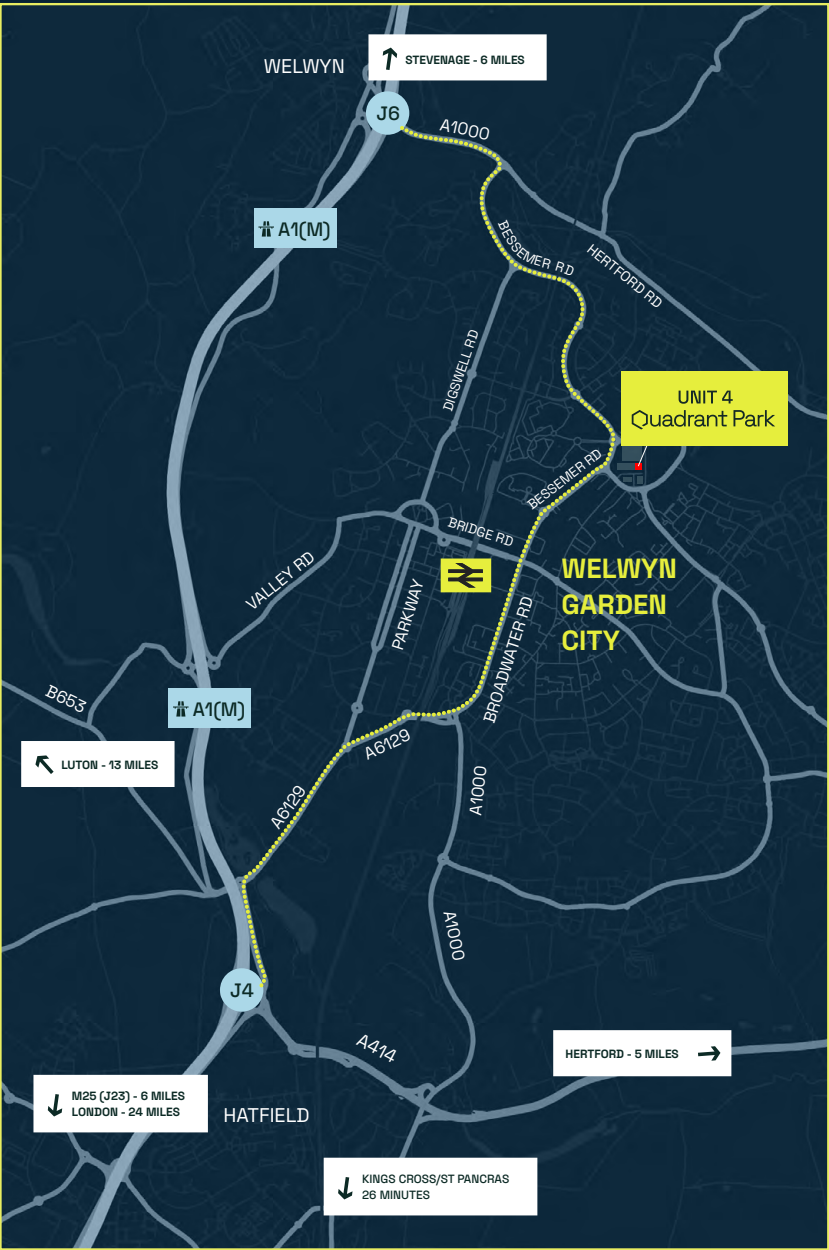 WELWYN
STEVENAGE - 6 MILES
J6
A1000
A1(M)
BESSEMER RD
HERTFORD RD
DIGSWELL RD
UNIT 4
Quadrant Park
BESSEMER RD
BRIDGE RD
VALLEY RD
PARKWAY
WELWYN
GARDEN
CITY
BROADWATER RD
B653
A1(M)
A6129
LUTON - 13 MILES
A6129
A1000
A1000
J4
A414
HERTFORD - 5 MILES
M25 (J23) - 6 MILES
LONDON - 24 MILES
HATFIELD
KINGS CROSS/ST PANCRAS
26 MINUTES